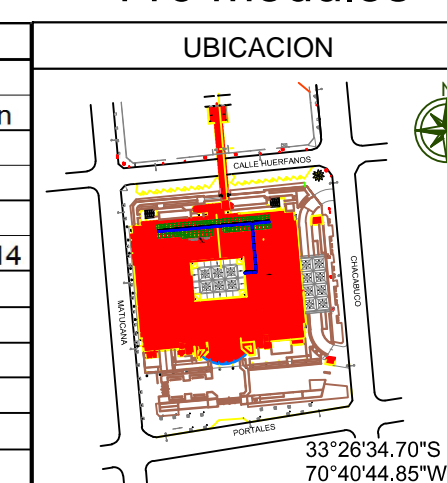 UBICACION
n
N
CALLE HUERFANOS
14
MATUCANA
CHACABUCO
PORTALES
33°26'34.70"S
70°40'44.85"W